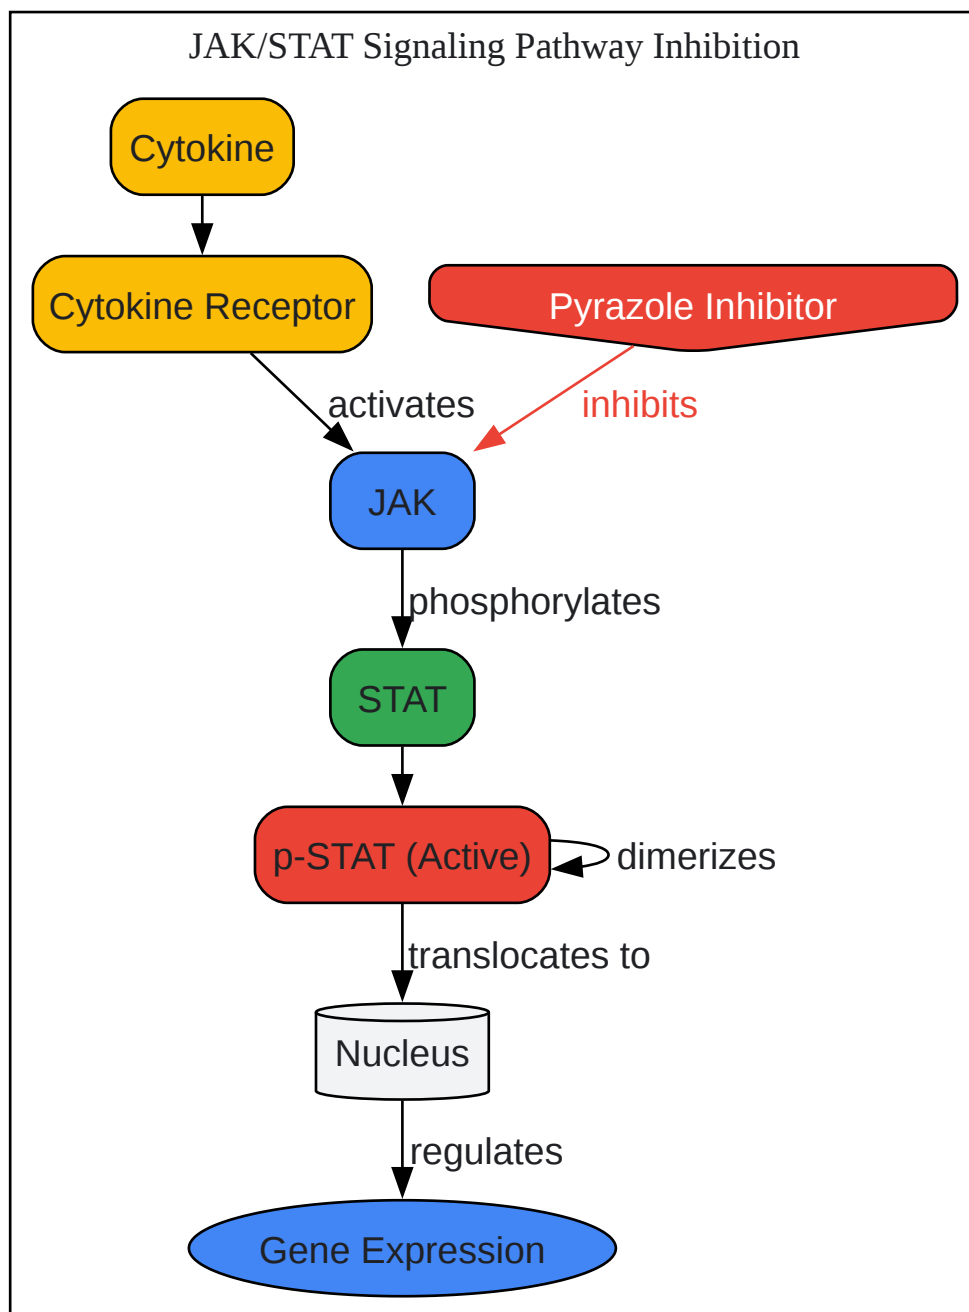 JAK/STAT Signaling Pathway Inhibition
Cytokine
Cytokine Receptor
Pyrazole Inhibitor
activates
inhibits
JAK
phosphorylates
STAT
p-STAT (Active)
dimerizes
translocates to
Nucleus
regulates
Gene Expression